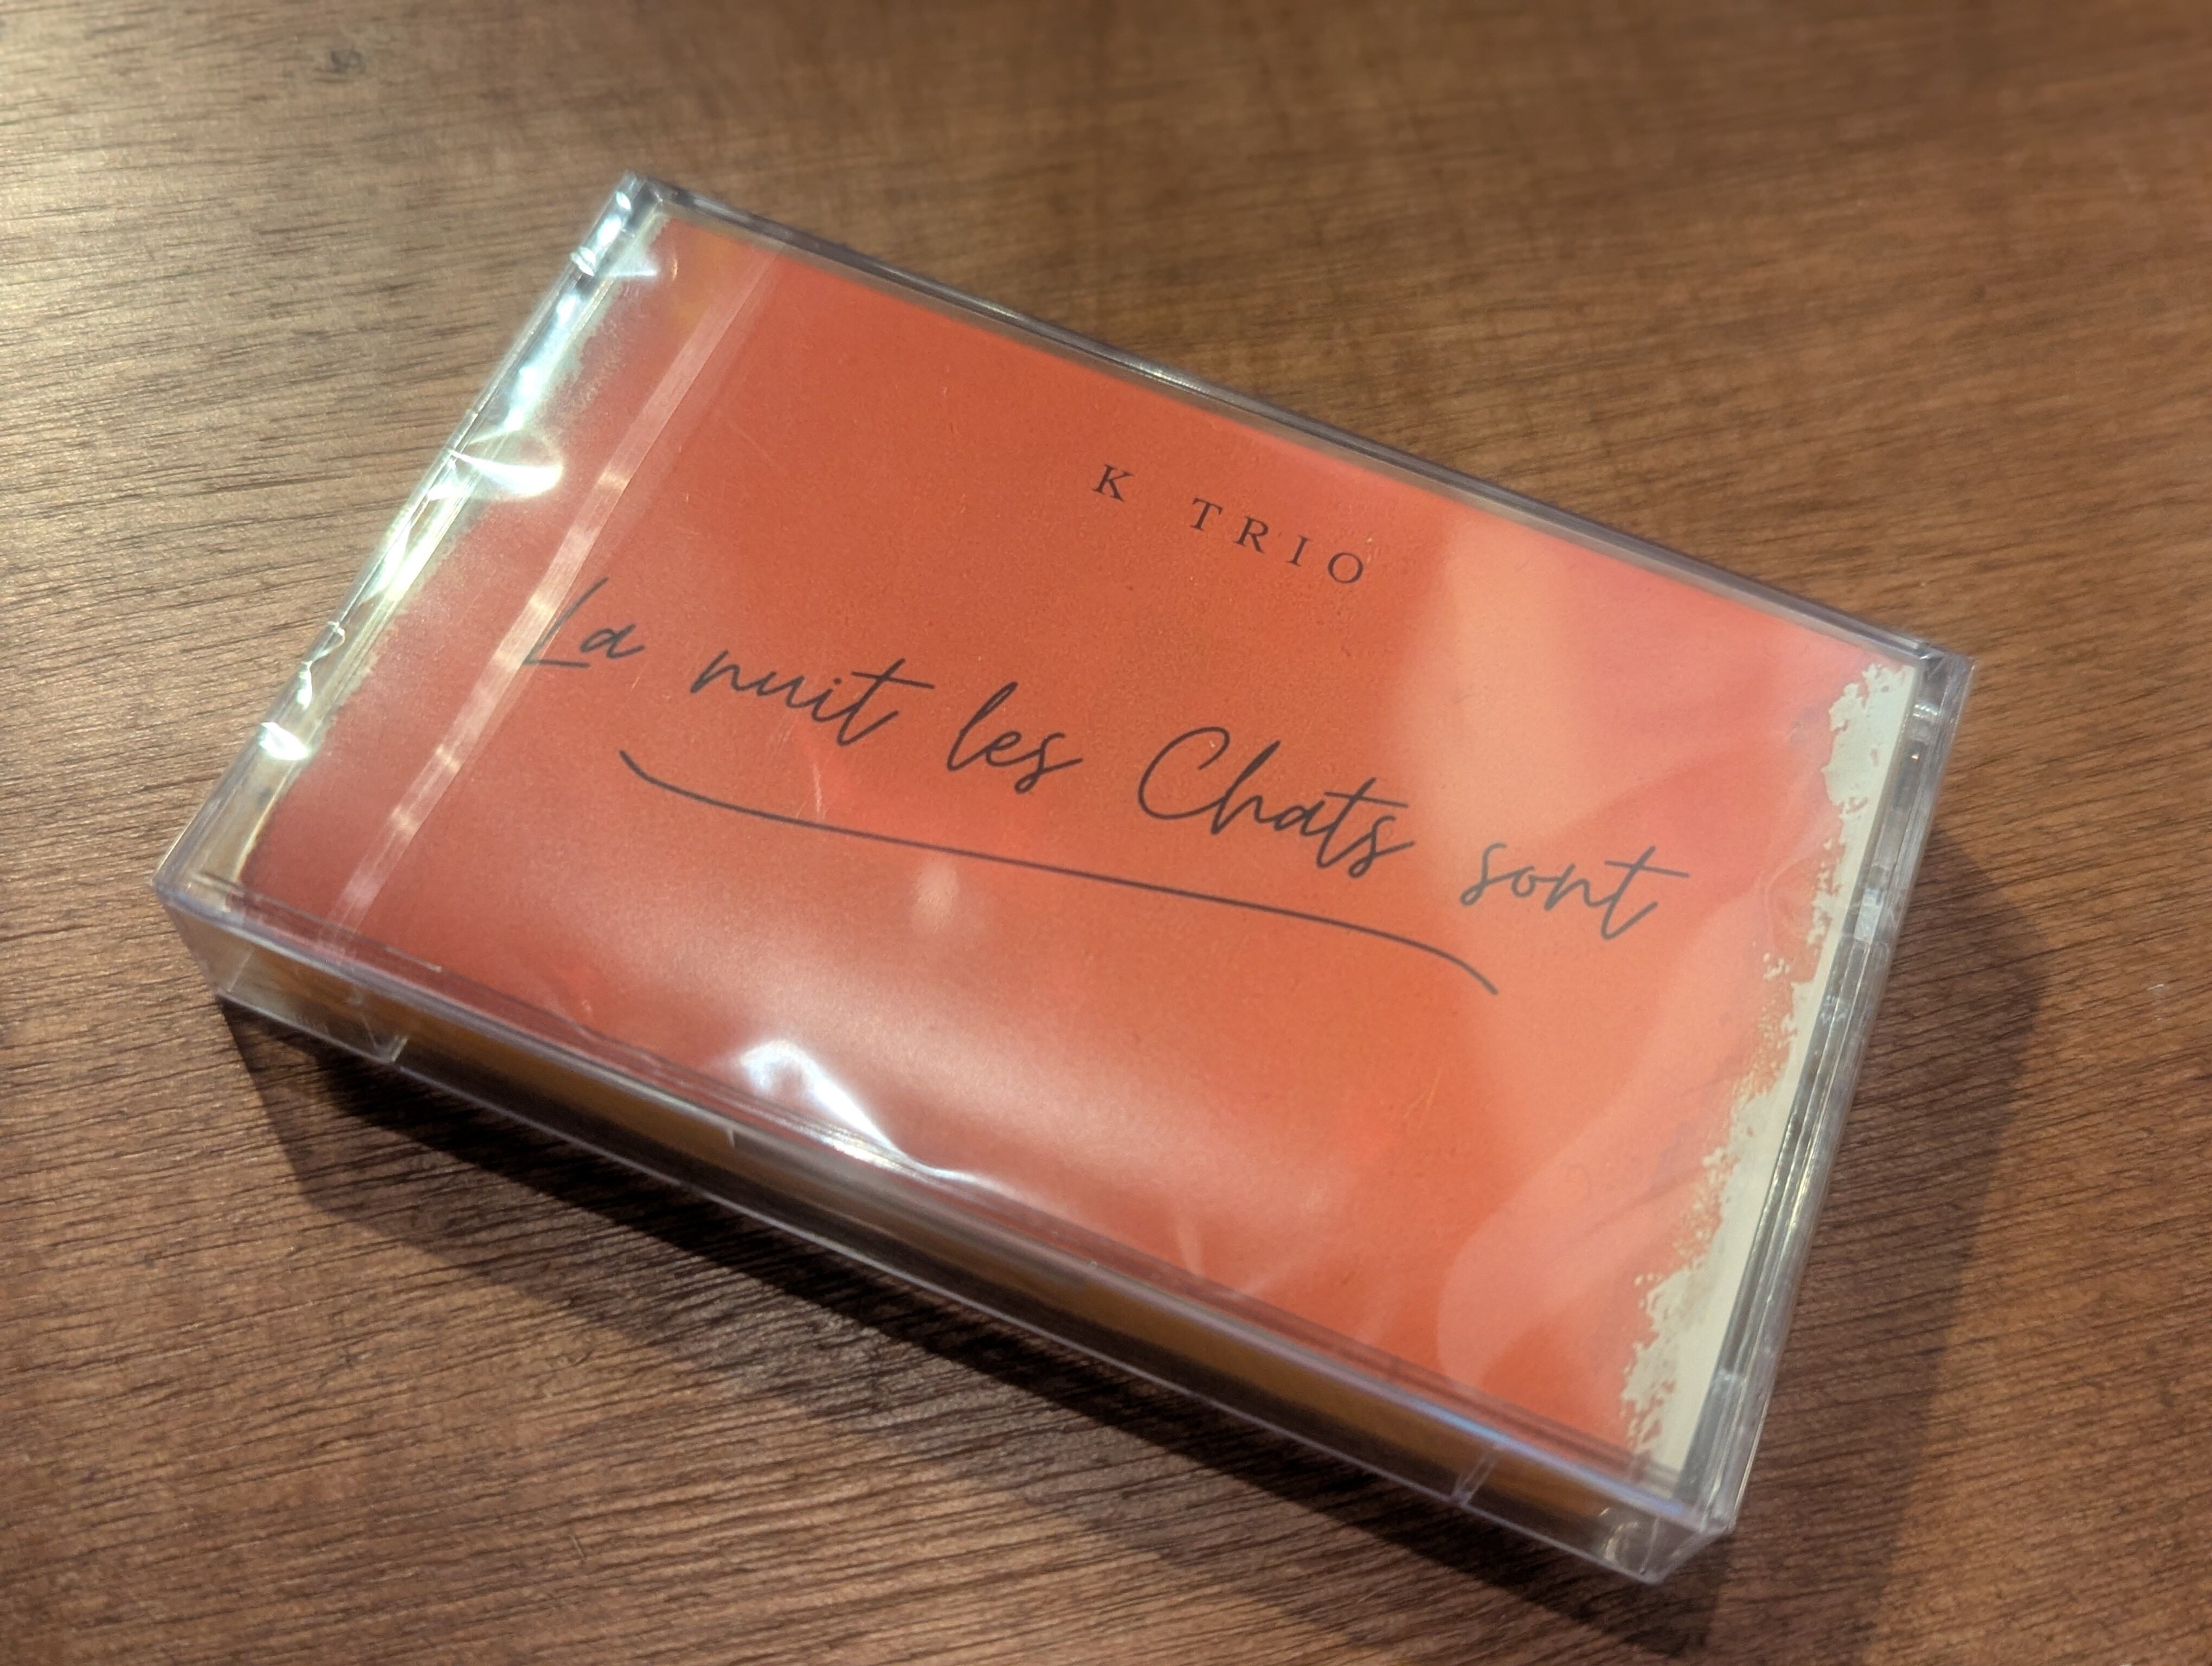 K TRIO
La nuit les Chats sont